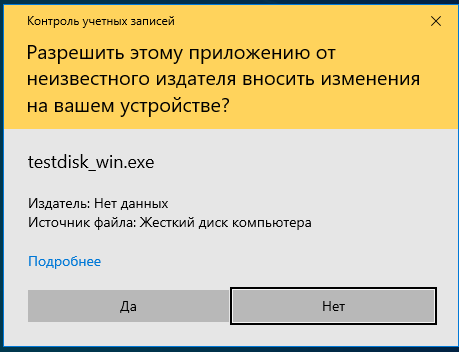 Контроль учетных записей
Разрешить этому приложению от
неизвестного издателя вносить изменения
на вашем устройстве?
testdisk_win.exe
Издатель: Нет данных
Источник файла: Жесткий диск компьютера
Подробнее
Да
Нет